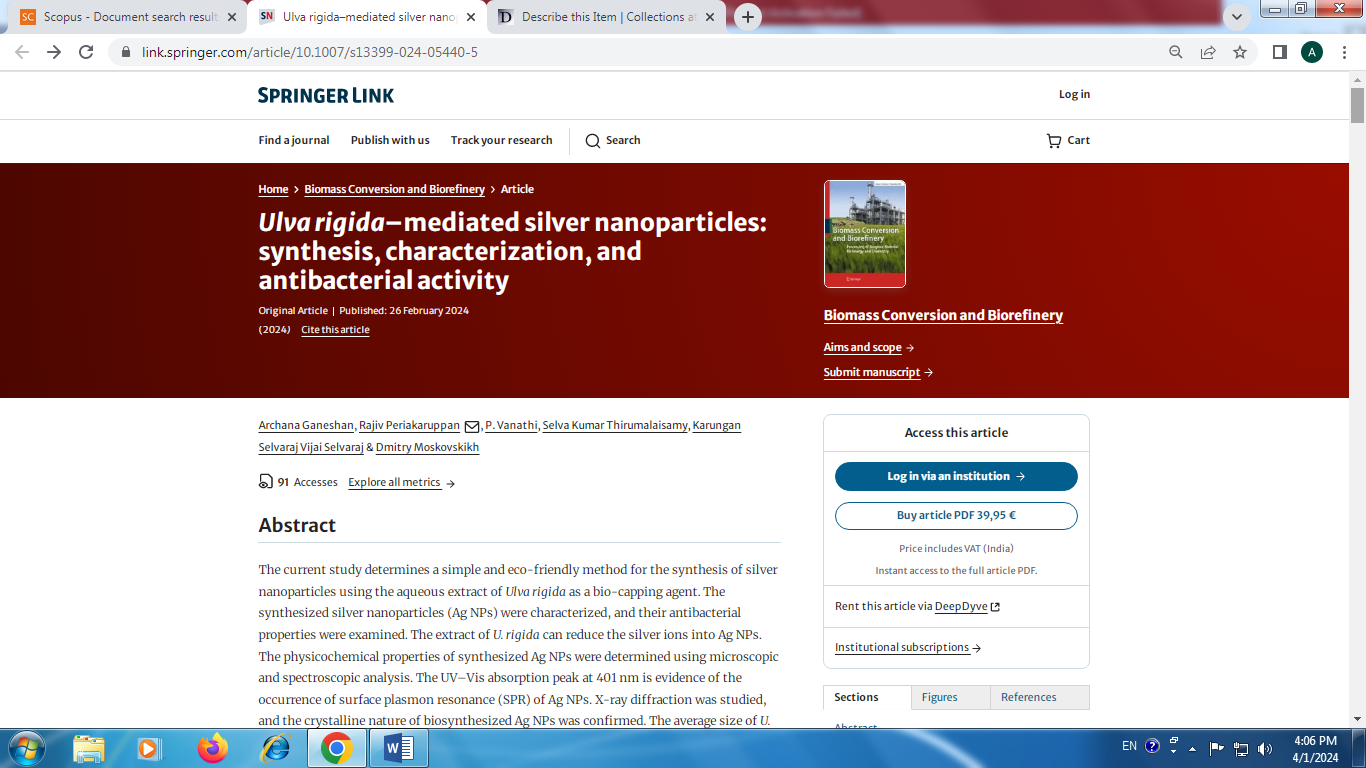 Scopus - Document search result
Ulva rigida–mediated silver nanop
Describe this Item | Collections a
link.springer.com/article/10.1007/s13399-024-05440-5
A
SPRINGER LINK
Log in
Find a journal Publish with us Track your research Search Cart
Home > Biomass Conversion and Biorefinery > Article
Ulva rigida–mediated silver nanoparticles:
synthesis, characterization, and
antibacterial activity
Original Article | Published: 26 February 2024
(2024) Cite this article
Biomass Conversion
and Biorefinery
Springer
Biomass Conversion and Biorefinery
Aims and scope →
Submit manuscript →
Archana Ganeshan, Rajiv Periakaruppan, P. Vanathi, Selva Kumar Thirumalaisamy, Karungan
Selvaraj Vijai Selvaraj & Dmitry Moskovskikh
91 Accesses Explore all metrics →
Abstract
The current study determines a simple and eco-friendly method for the synthesis of silver
nanoparticles using the aqueous extract of Ulva rigida as a bio-capping agent. The
synthesized silver nanoparticles (Ag NPs) were characterized, and their antibacterial
properties were examined. The extract of U. rigida can reduce the silver ions into Ag NPs.
The physicochemical properties of synthesized Ag NPs were determined using microscopic
and spectroscopic analysis. The UV–Vis absorption peak at 401 nm is evidence of the
occurrence of surface plasmon resonance (SPR) of Ag NPs. X-ray diffraction was studied,
and the crystalline nature of biosynthesized Ag NPs was confirmed. The average size of U.
Access this article
Log in via an institution →
Buy article PDF 39,95 €
Price includes VAT (India)
Instant access to the full article PDF.
Rent this article via DeepDyve
Institutional subscriptions →
Sections Figures References
Abstract
EN
4:06 PM
4/1/2024